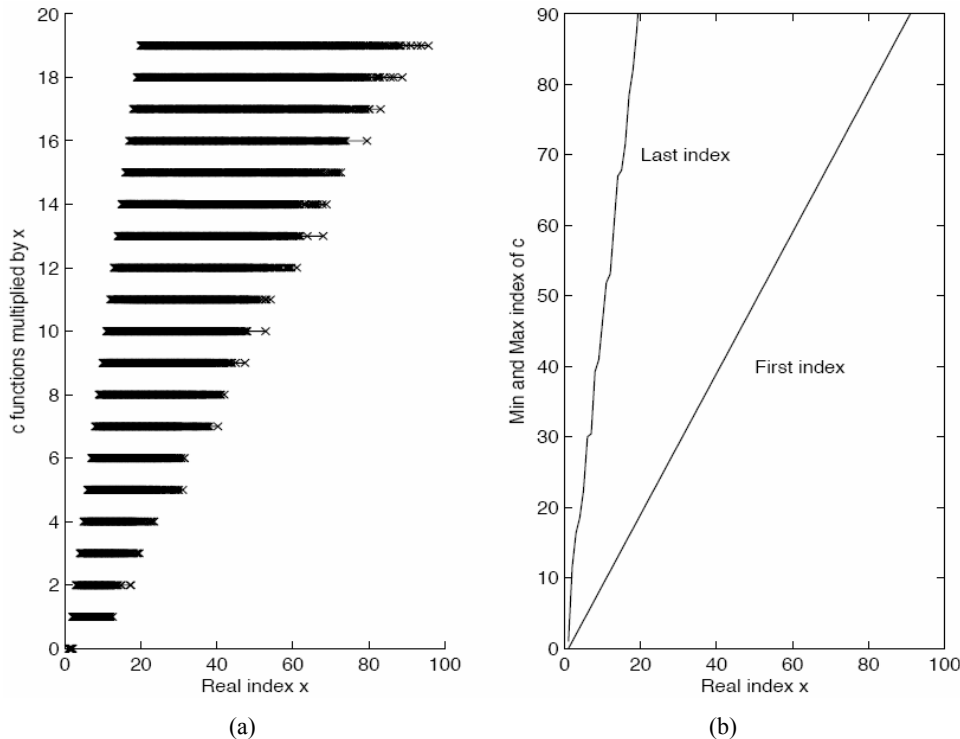 20
18
16
14
12
10
8
6
4
2
0
c functions multiplied by x
0 20 40 60 80 100
Real index x
(a)
90
80
70
60
50
40
30
20
10
0
Min and Max index of c
Last index
First index
0 20 40 60 80 100
Real index x
(b)